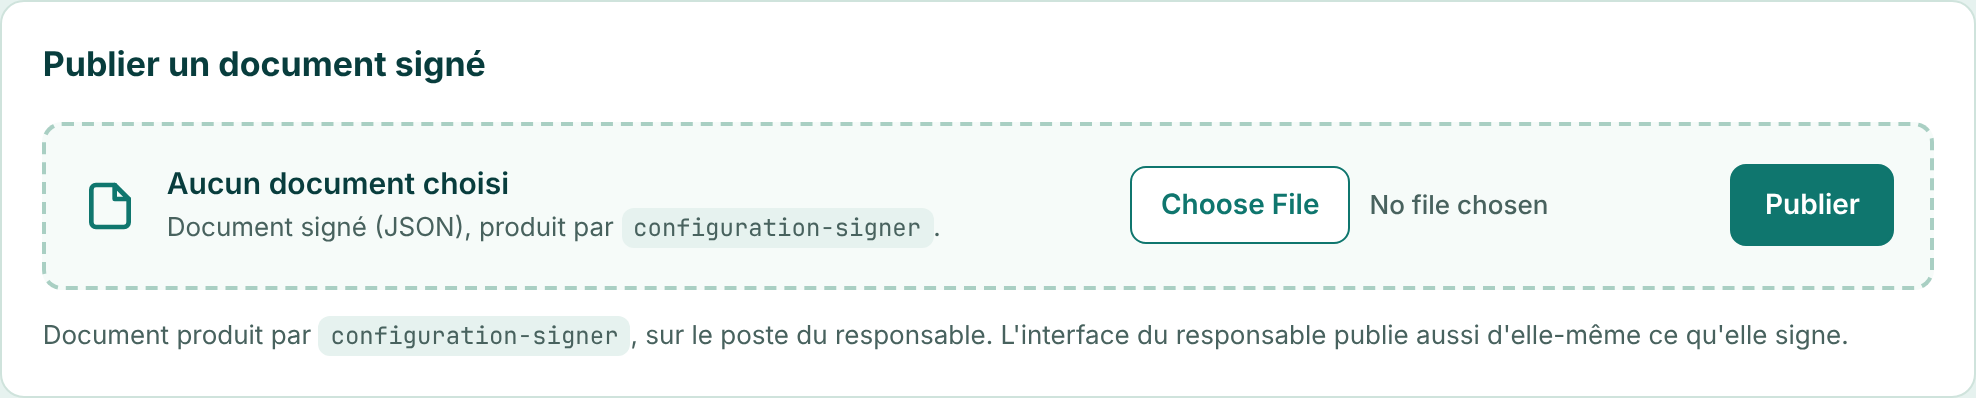 Publier un document signé
Aucun document choisi
Document signé (JSON), produit par configuration-signer.
Choose File No file chosen
Publier
Document produit par configuration-signer, sur le poste du responsable. L'interface du responsable publie aussi d'elle-même ce qu'elle signe.